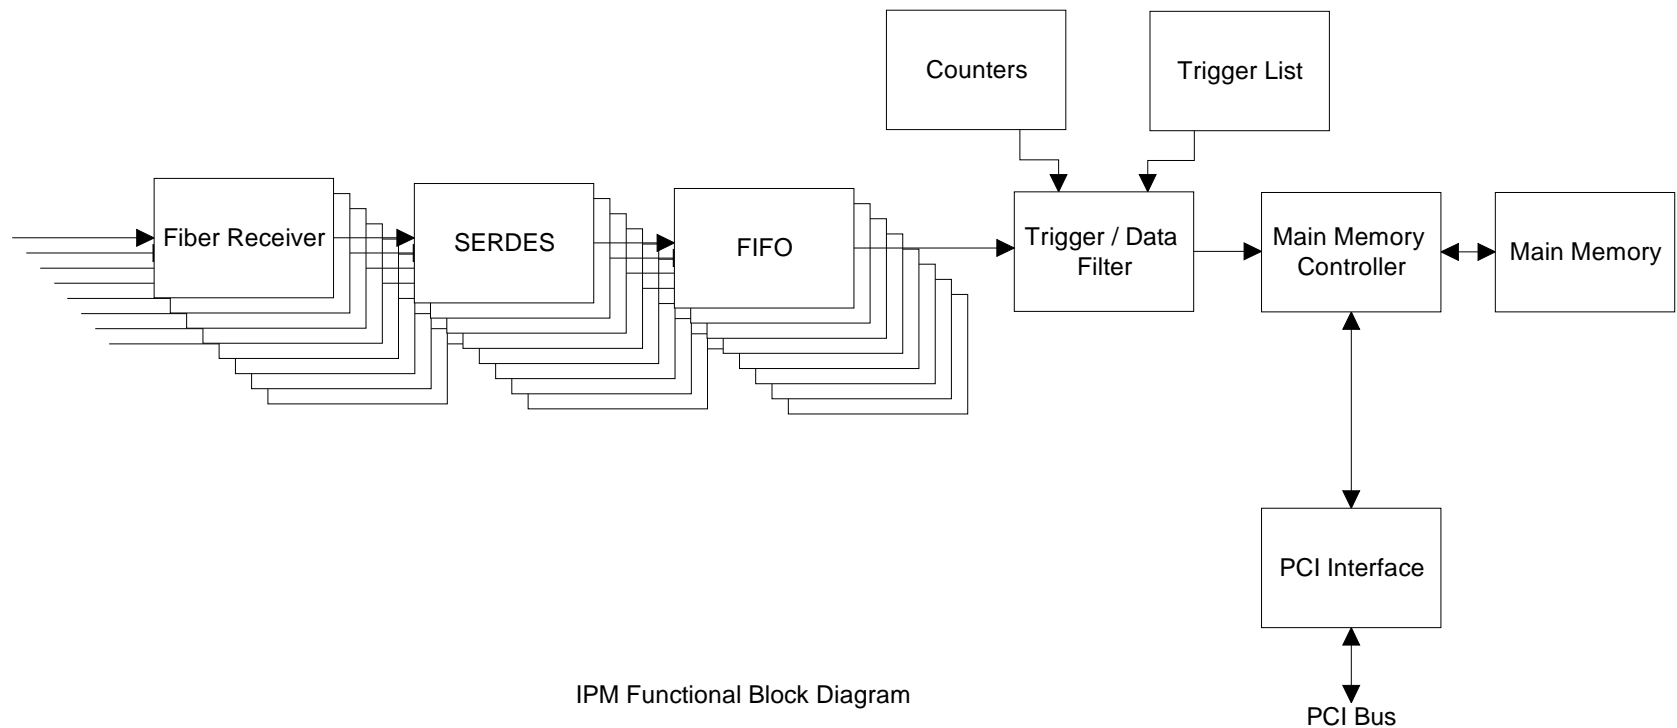 Counters
Trigger List
Fiber Receiver
SERDES
FIFO
Trigger / Data
Filter
Main Memory
Controller
Main Memory
PCI Interface
IPM Functional Block Diagram
PCI Bus